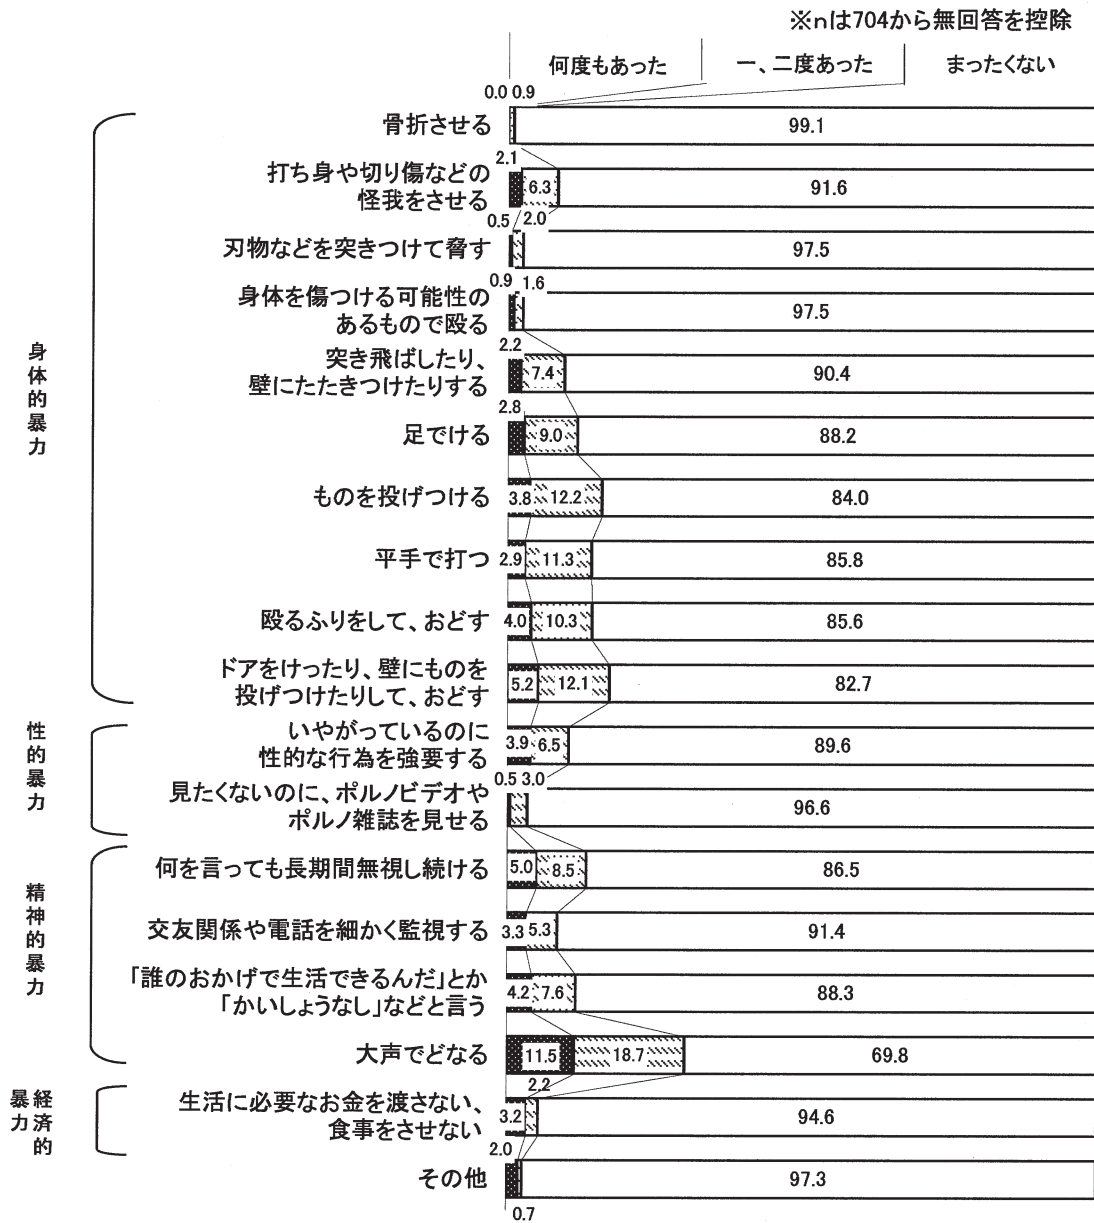 ※nは704から無回答を控除
何度もあった 一、二度あった まったくない
0.0 0.9
骨折させる 99.1
2.1
打ち身や切り傷などの
怪我をさせる 6.3 91.6
0.5 2.0
刃物などを突きつけて脅す 97.5
0.9 1.6
身体を傷つける可能性の
あるもので殴る 97.5
2.2
突き飛ばしたり、
壁にたたきつけたりする 7.4 90.4
2.8
足でける 9.0 88.2
ものを投げつける 3.8 12.2 84.0
平手で打つ 2.9 11.3 85.8
殴るふりをして、おどす 4.0 10.3 85.6
ドアをけったり、壁にものを
投げつけたりして、おどす 5.2 12.1 82.7
身体的暴力
いやがっているのに
性的な行為を強要する 3.9 6.5 89.6
0.5 3.0
見たくないのに、ポルノビデオや
ポルノ雑誌を見せる 96.6
性的暴力
何を言っても長期間無視し続ける 5.0 8.5 86.5
交友関係や電話を細かく監視する 3.3 5.3 91.4
「誰のおかげで生活できるんだ」とか
「かいしょうなし」などと言う 4.2 7.6 88.3
大声でどなる 11.5 18.7 69.8
精神的暴力
2.2
生活に必要なお金を渡さない、
食事をさせない 3.2 94.6
経済的
暴力
2.0
その他 97.3
0.7